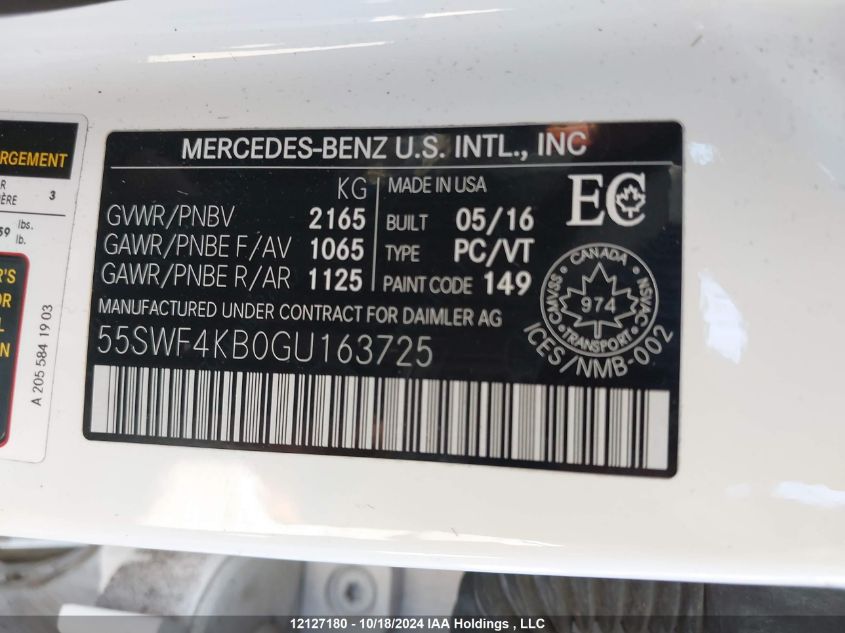 RGEMENT
3
lbs.
59
lb.
A 205 584 19 03
MERCEDES-BENZ U.S. INTL., INC
KG
GVWR/PNBV 2165
GAWR/PNBE F/AV 1065
GAWR/PNBE R/AR 1125
MADE IN USA
BUILT 05/16
TYPE PC/VT
PAINT CODE 149
EC
MANUFACTURED UNDER CONTRACT FOR DAIMLER AG
55SWF4KB0GU163725
CANADA
CMVSS
974
NSVAC
TRANSPORT
ICES/NMB-002
12127180 - 10/18/2024 IAA Holdings , LLC